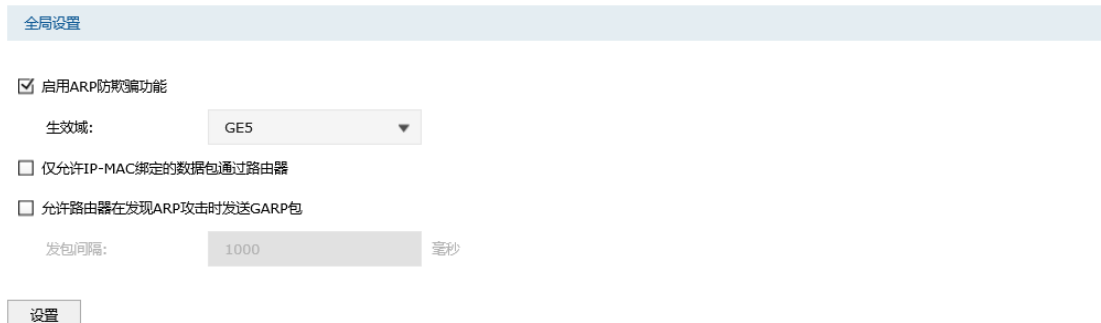 全局设置
启用ARP防欺骗功能
生效域: GE5
仅允许IP-MAC绑定的数据包通过路由器
允许路由器在发现ARP攻击时发送GARP包
发包间隔: 1000 毫秒
设置